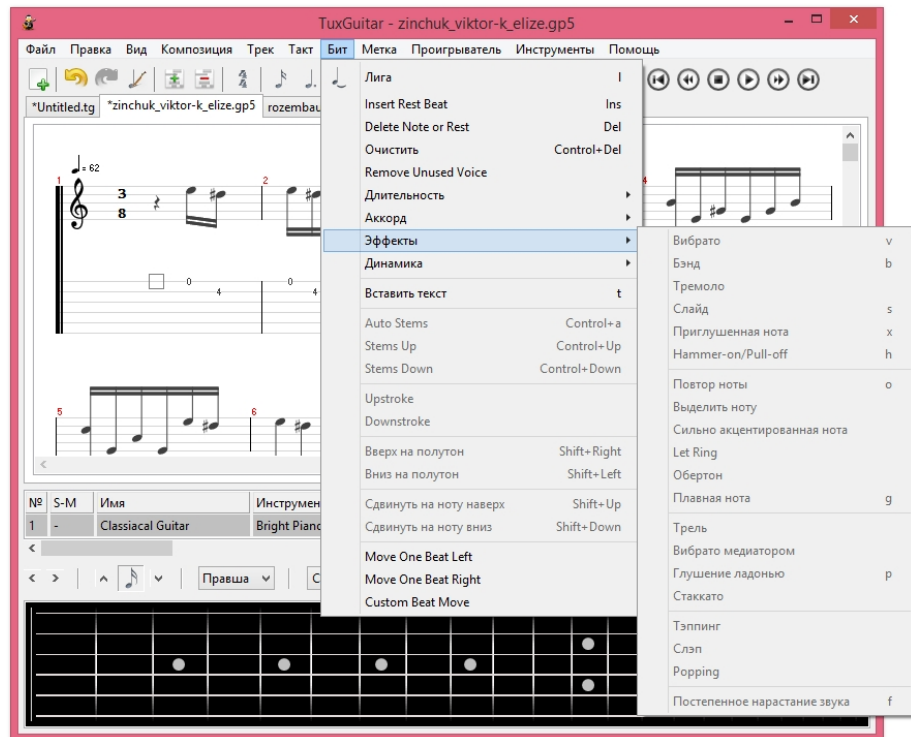 TuxGuitar - zinchuk_viktor-k_elize.gp5
Файл Правка Вид Композиция Трек Такт Бит Метка Проигрыватель Инструменты Помощь
*Untitled.tg *zinchuk_viktor-k_elize.gp5 rozembau
Лига l
Insert Rest Beat Ins
Delete Note or Rest Del
Очистить Control+Del
Remove Unused Voice
Длительность
Аккорд
Эффекты
Динамика
Вставить текст t
Auto Stems Control+a
Stems Up Control+Up
Stems Down Control+Down
Upstroke
Downstroke
Вверх на полутон Shift+Right
Вниз на полутон Shift+Left
Сдвинуть на ноту наверх Shift+Up
Сдвинуть на ноту вниз Shift+Down
Move One Beat Left
Move One Beat Right
Custom Beat Move
Вибрато v
Бэнд b
Тремоло
Слайд s
Приглушенная нота x
Hammer-on/Pull-off h
Повтор ноты o
Выделить ноту
Сильно акцентированная нота
Let Ring
Обертон
Плавная нота g
Трель
Вибрато медиатором
Глушение ладонью p
Стаккато
Тэппинг
Слэп
Popping
Постепенное нарастание звука f
= 62
1 2 4
3
8
0 4 0 4
5 6
№ S-M Имя Инструмен
1 - Classiacal Guitar Bright Piano
Правша С